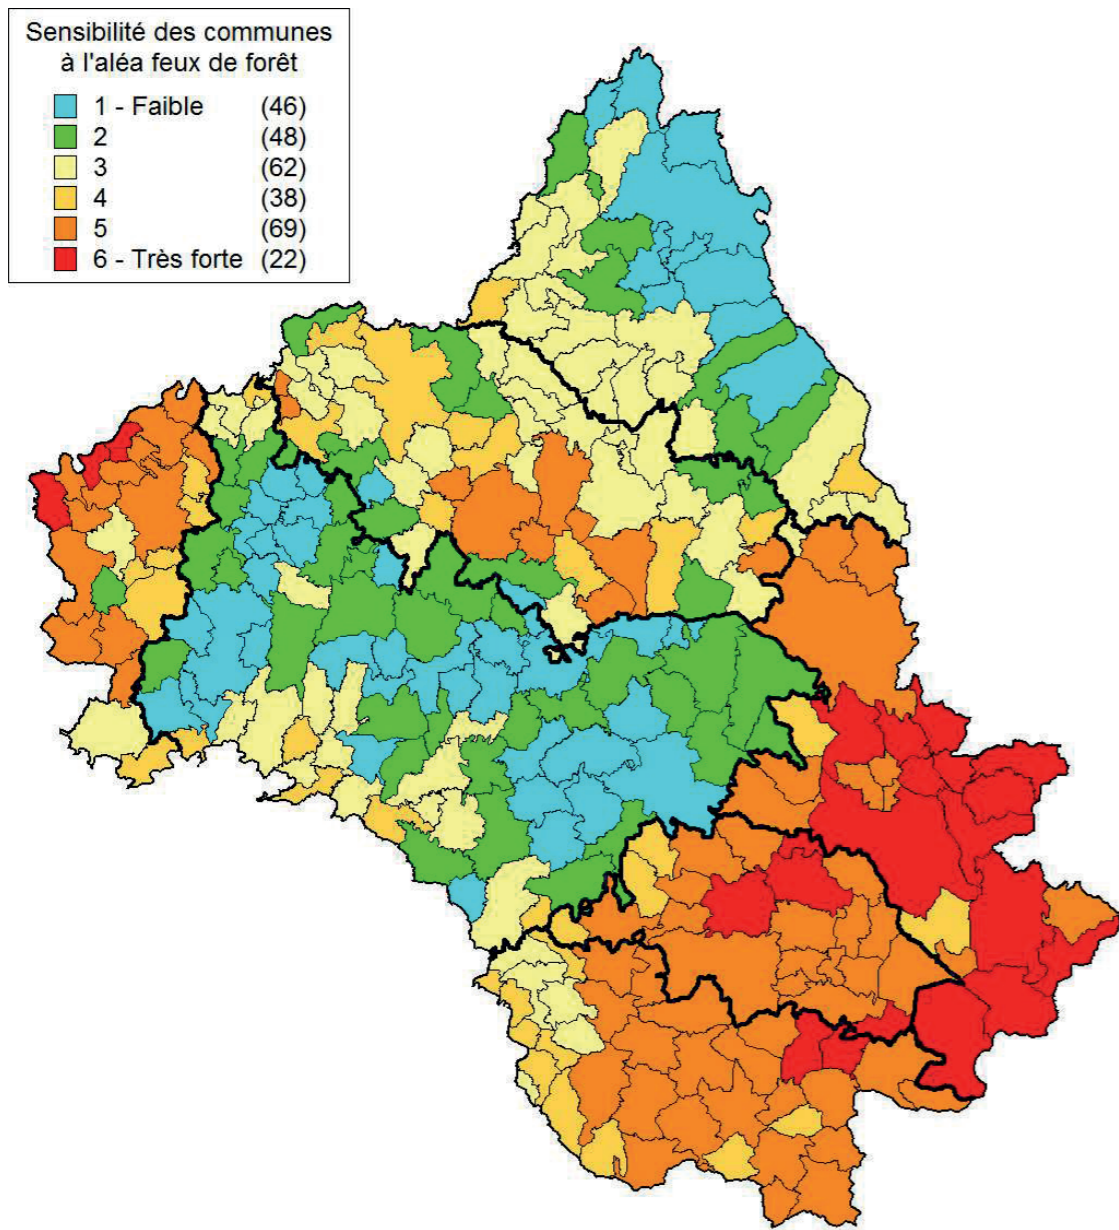 Sensibilité des communes
à l'aléa feux de forêt
1 - Faible (46)
2 (48)
3 (62)
4 (38)
5 (69)
6 - Très forte (22)